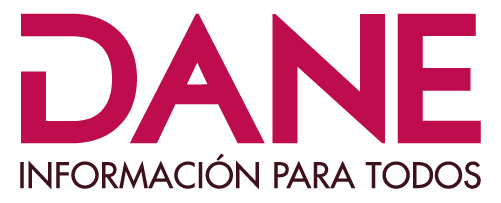 DANE
INFORMACIÓN PARA TODOS